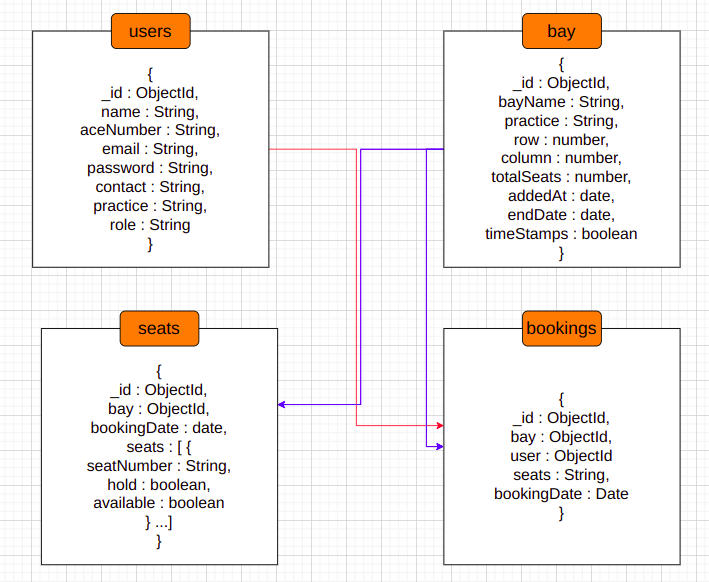 users
{
_id : ObjectId,
name : String,
aceNumber : String,
email : String,
password : String,
contact : String,
practice : String,
role : String
}
bay
{
_id : ObjectId,
bayName : String,
practice : String,
row : number,
column : number,
totalSeats : number,
addedAt : date,
endDate : date,
timeStamps : boolean
}
seats
{
_id : ObjectId,
bay : ObjectId,
bookingDate : date,
seats : [ {
seatNumber : String,
hold : boolean,
available : boolean
} ...]
}
bookings
{
_id : ObjectId,
bay : ObjectId,
user : ObjectId
seats : String,
bookingDate : Date
}